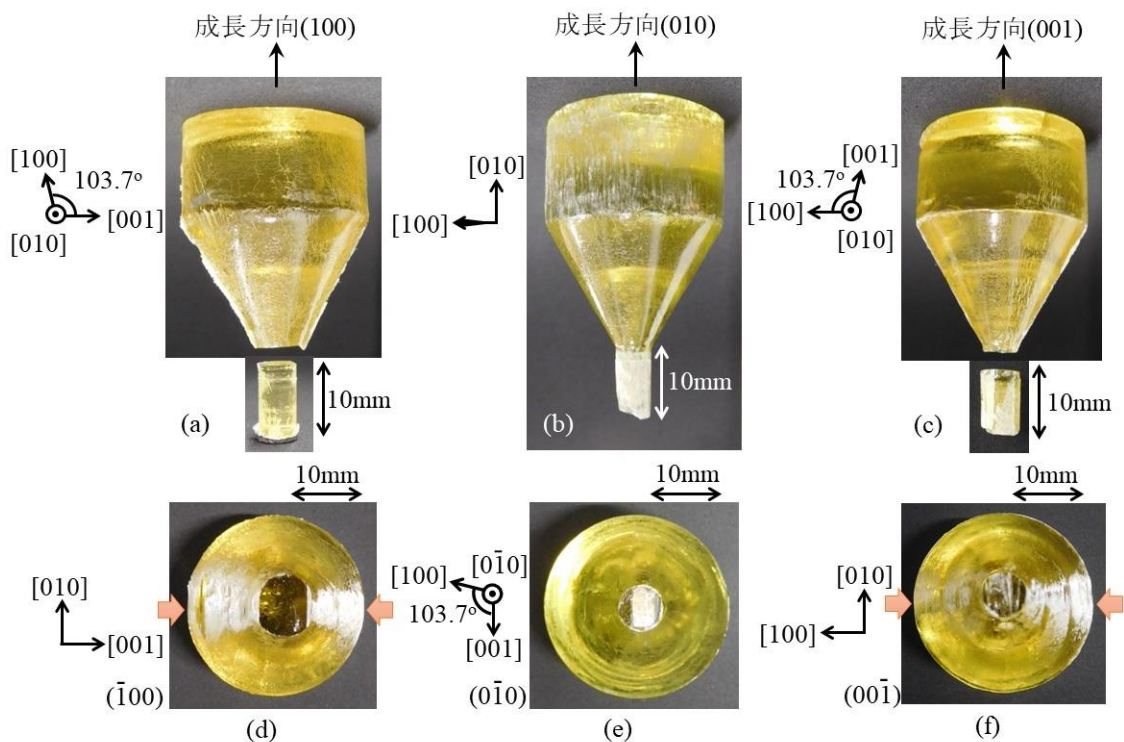 成長方向(100)
成長方向(010)
成長方向(001)
[100]
103.7°
[001]
[010]
[010]
[100]
[001]
103.7°
[100]
[010]
10mm
10mm
10mm
(a)
(b)
(c)
10mm
10mm
10mm
[010]
[001]
(1̄00)
[100]
[01̄0]
103.7°
[001]
(01̄0)
[010]
[100]
(001̄)
(d)
(e)
(f)